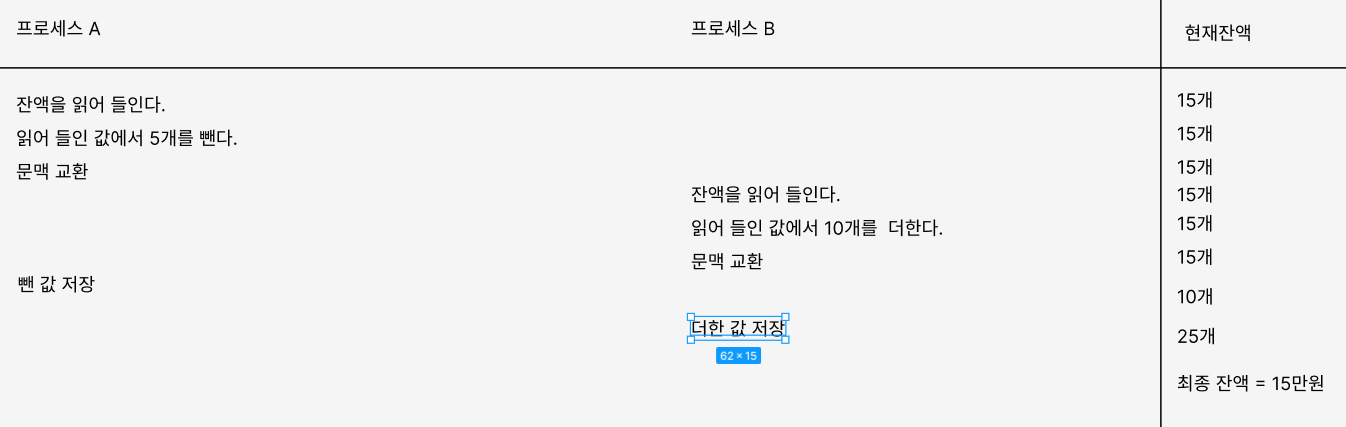 프로세스 A
프로세스 B
현재잔액
잔액을 읽어 들인다.
15개
읽어 들인 값에서 5개를 뺀다.
15개
문맥 교환
15개
잔액을 읽어 들인다.
15개
읽어 들인 값에서 10개를  더한다.
15개
문맥 교환
15개
뺀 값 저장
10개
더한 값 저장
25개
62 × 15
최종 잔액 = 15만원